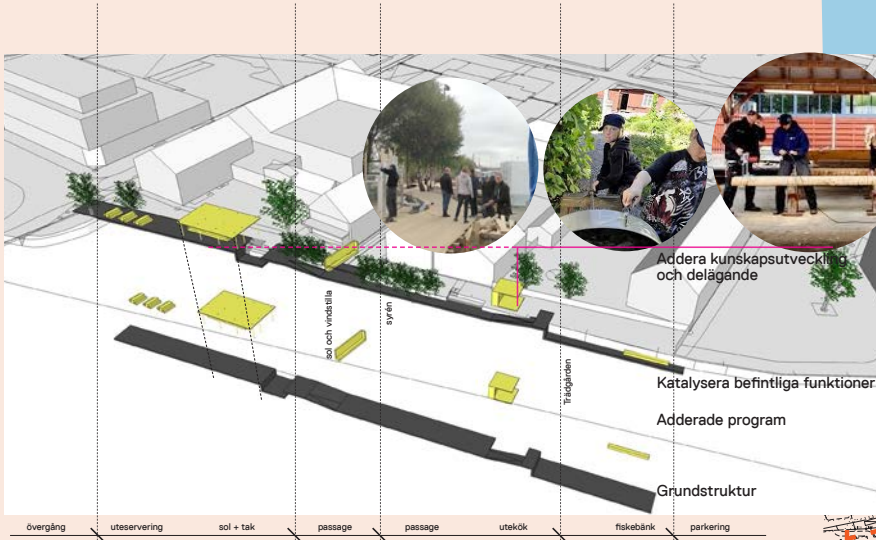 Addera kunskapsutveckling
och delägande
sol och vindstilla
syrén
Trädgården
Katalysera befintliga funktioner
Adderade program
Grundstruktur
övergång
uteservering
sol + tak
passage
passage
utekök
fiskebänk
parkering